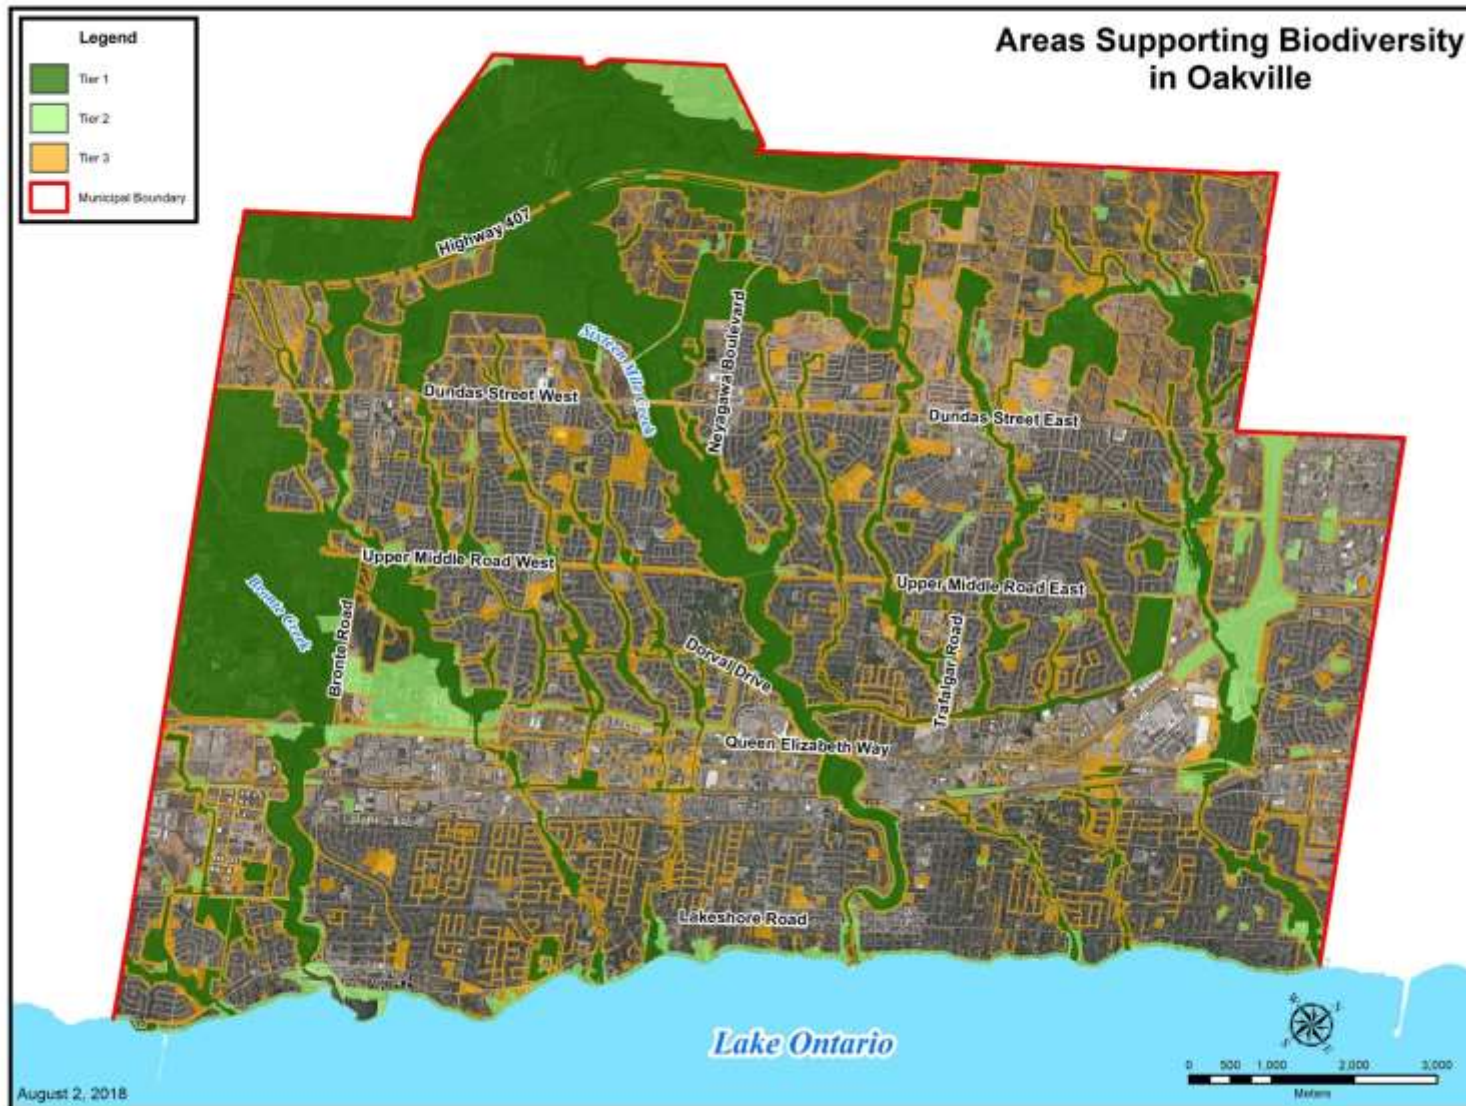 Areas Supporting Biodiversity
in Oakville
Legend
Tier 1
Tier 2
Tier 3
Municipal Boundary
Highway 407
Sixteen Mile Creek
Neyagawa Boulevard
Dundas Street West
Dundas Street East
Upper Middle Road West
Upper Middle Road East
Bronte Creek
Bronte Road
Dorval Drive
Trafalgar Road
Queen Elizabeth Way
Lakeshore Road
Lake Ontario
0 500 1,000 2,000 3,000
Meters
August 2, 2018